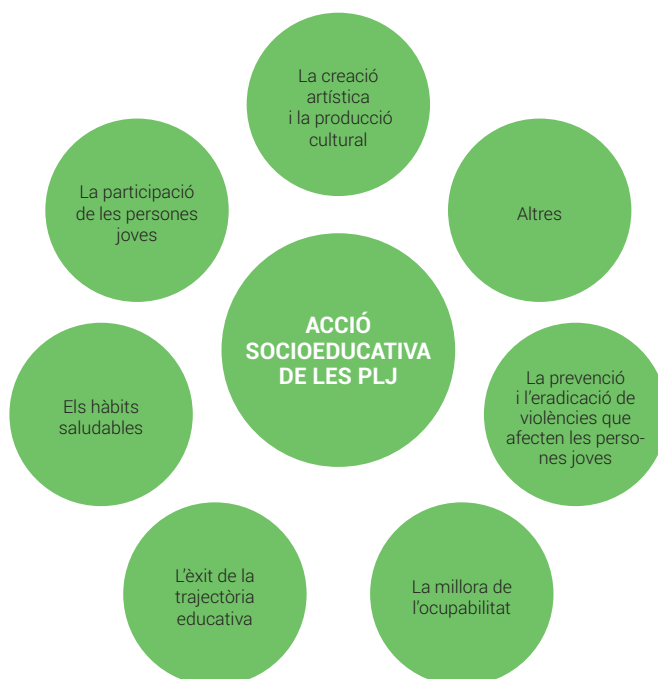 La creació
artística
i la producció
cultural
La participació
de les persones
joves
Altres
ACCIÓ
SOCIOEDUCATIVA
DE LES PLJ
La prevenció
i l'eradicació de
violències que
afecten les perso-
nes joves
Els hàbits
saludables
L'èxit de la
trajectòria
educativa
La millora de
l'ocupabilitat